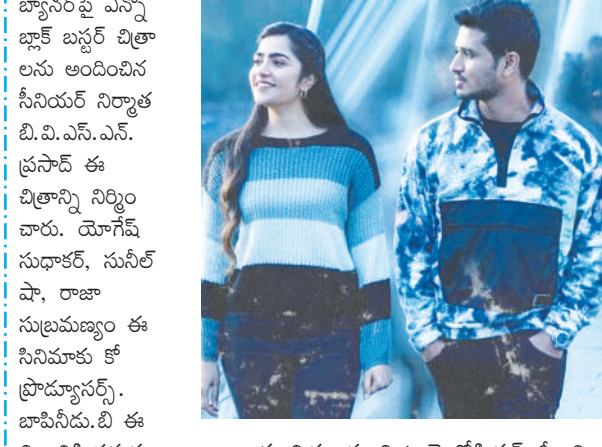 బ్యానర్‌పై ఎన్నో
బ్లాక్ బస్టర్ చిత్రా
లను అందించిన
సీనియర్ నిర్మాత
బి.వి.ఎస్.ఎన్.
ప్రసాద్ ఈ
చిత్రాన్ని నిర్మిం
చారు. యోగేష్
సుధాకర్, సునీల్
షా, రాజా
సుబ్రమణ్యం ఈ
సినిమాకు కో
ప్రొడ్యూసర్స్.
బాపినీడు.బి ఈ